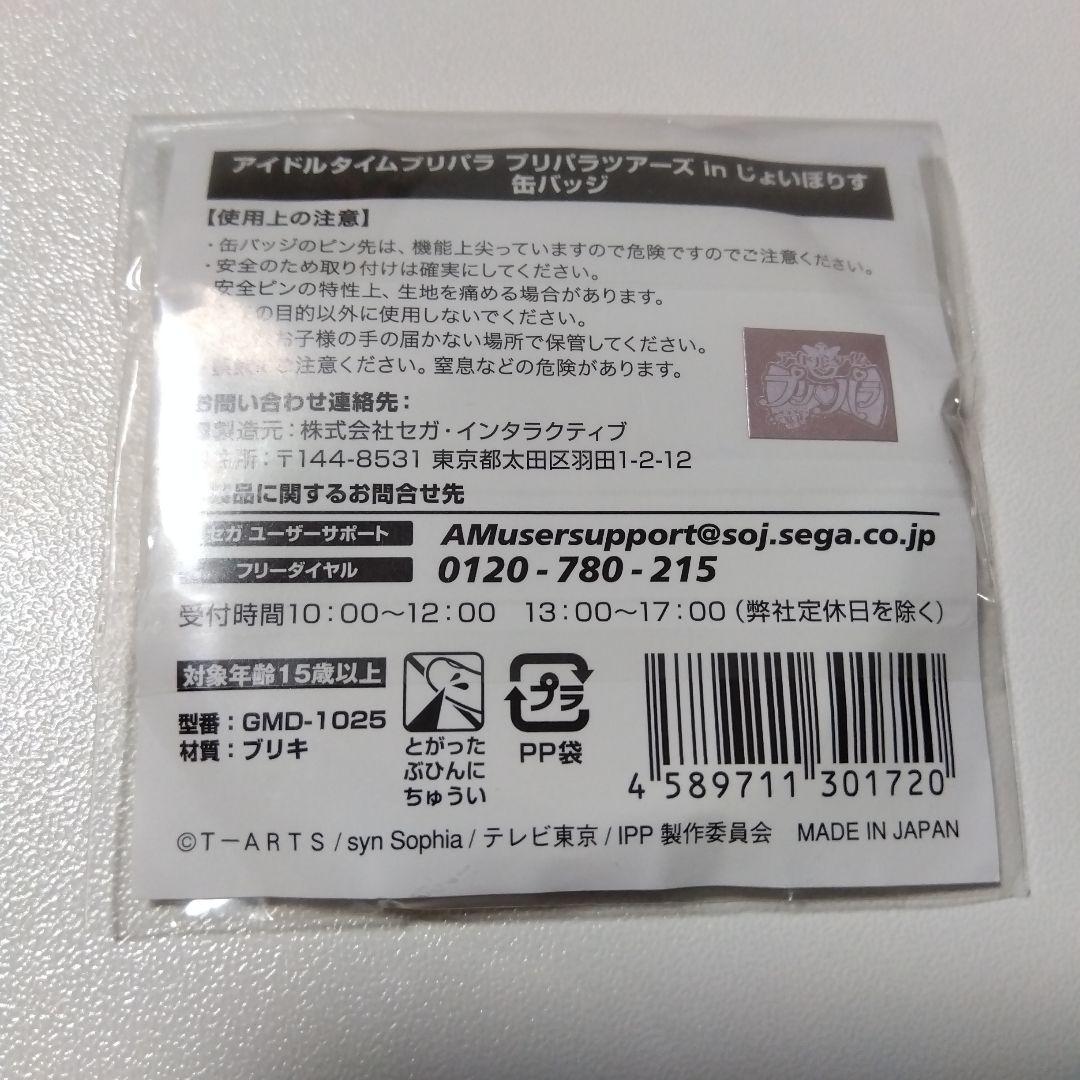 アイドルタイムプリパラ プリパラツアーズ in じょいぽりす
缶バッジ
【使用上の注意】
・缶バッジのピン先は、機能上尖っていますので危険ですのでご注意ください。
・安全のため取り付けは確実にしてください。
安全ピンの特性上、生地を痛める場合があります。
の目的以外に使用しないでください。
お子様の手の届かない場所で保管してください。
ご注意ください。窒息などの危険があります。
アイドルタイム
プリパラ
お問い合わせ連絡先：
製造元：株式会社セガ・インタラクティブ
住所：〒144-8531 東京都太田区羽田1-2-12
製品に関するお問合せ先
セガ ユーザーサポート AMusersupport@soj.sega.co.jp
フリーダイヤル 0120 - 780 - 215
受付時間10：00～12：00 13：00～17：00（弊社定休日を除く）
対象年齢15歳以上
型番：GMD-1025
材質：ブリキ
とがった
ぶひんに
ちゅうい
プラ
PP袋
4 589711 301720
©T－ARTS / syn Sophia / テレビ東京 / IPP 製作委員会 MADE IN JAPAN